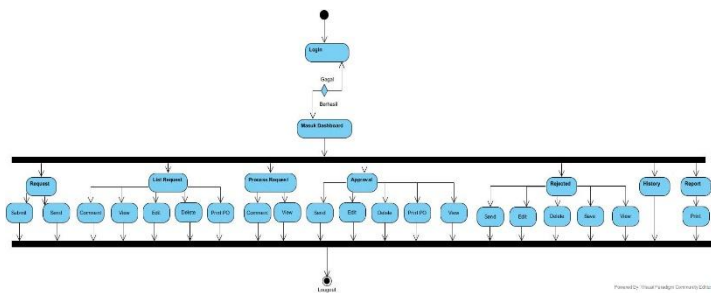 Login
Gagal
Berhasil
Masuk Dashboard
Request
List Request
Process Request
Approval
Rejected
History
Report
Submit
Send
Comment
View
Edit
Delete
Print PO
Comment
View
Send
Edit
Delete
Print PO
View
Send
Edit
Delete
Save
View
Print
Lougout
Powered By Visual Paradigm Community Edition